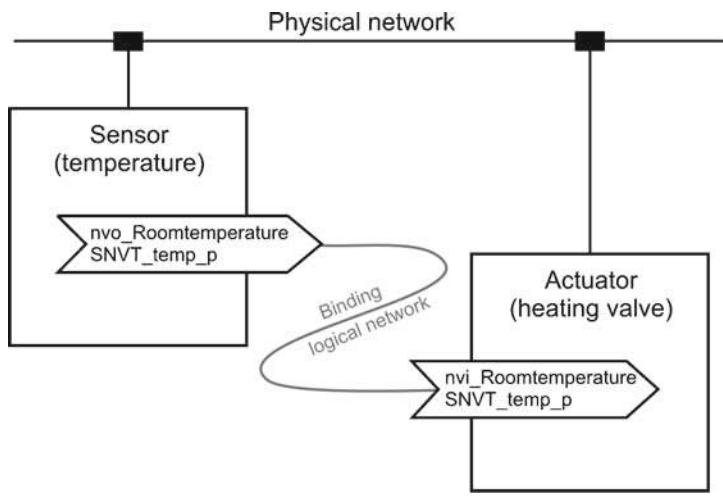 Physical network
Sensor
(temperature)
nvo_Roomtemperature
SNVT_temp_p
Binding
logical network
Actuator
(heating valve)
nvi_Roomtemperature
SNVT_temp_p